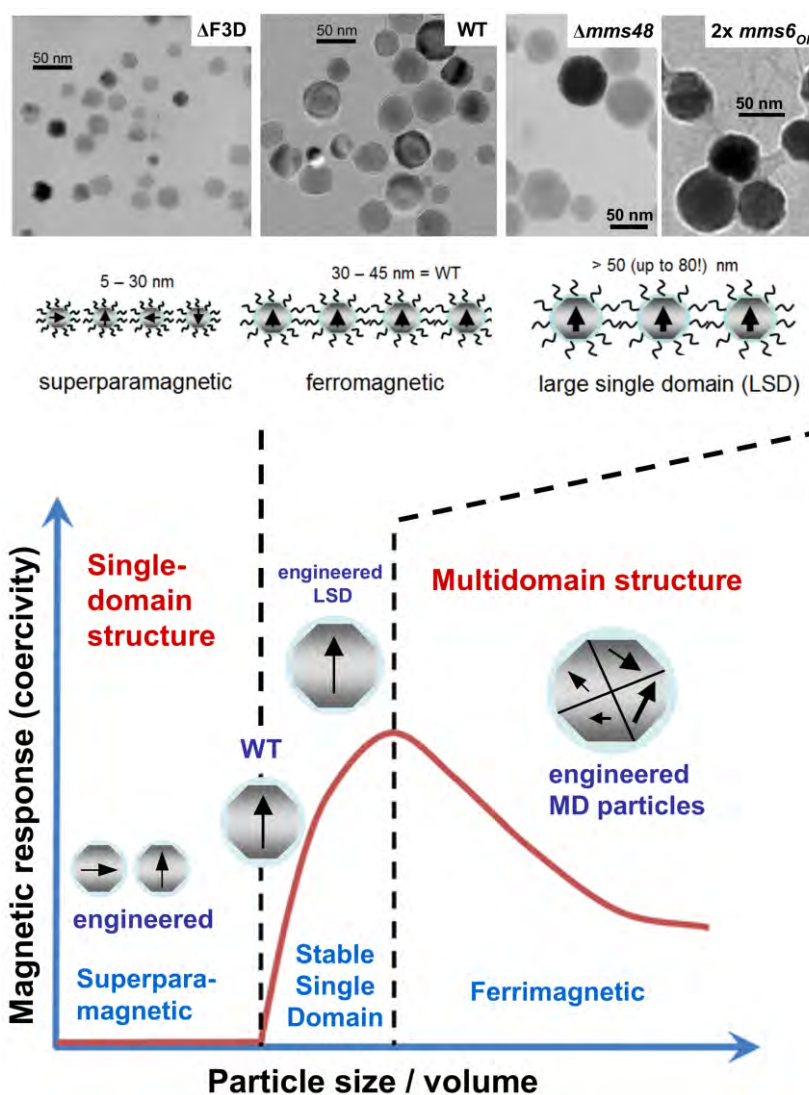 ΔF3D
50 nm
WT
50 nm
Δmms48
50 nm
2x mms6OE
50 nm
5 – 30 nm
30 – 45 nm = WT
> 50 (up to 80!) nm
superparamagnetic
ferromagnetic
large single domain (LSD)
Magnetic response (coercivity)
Single-
domain
structure
engineered
LSD
Multidomain structure
WT
engineered
MD particles
engineered
Superpara-
magnetic
Stable
Single
Domain
Ferrimagnetic
Particle size / volume